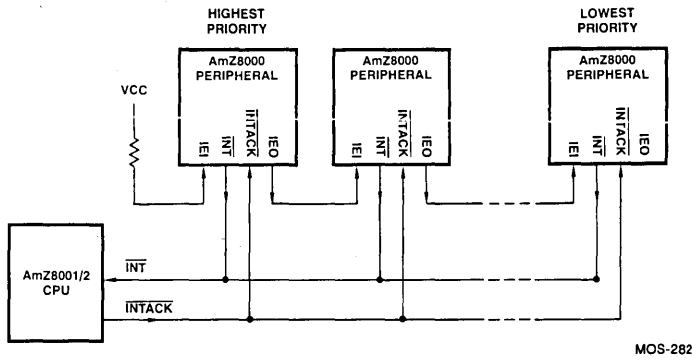 HIGHEST
PRIORITY
LOWEST
PRIORITY
AmZ8000
PERIPHERAL
AmZ8000
PERIPHERAL
AmZ8000
PERIPHERAL
VCC
IEI
INT
INTACK
IEO
IEI
INT
INTACK
IEO
IEI
INT
INTACK
IEO
AmZ8001/2
CPU
INT
INTACK
MOS-282